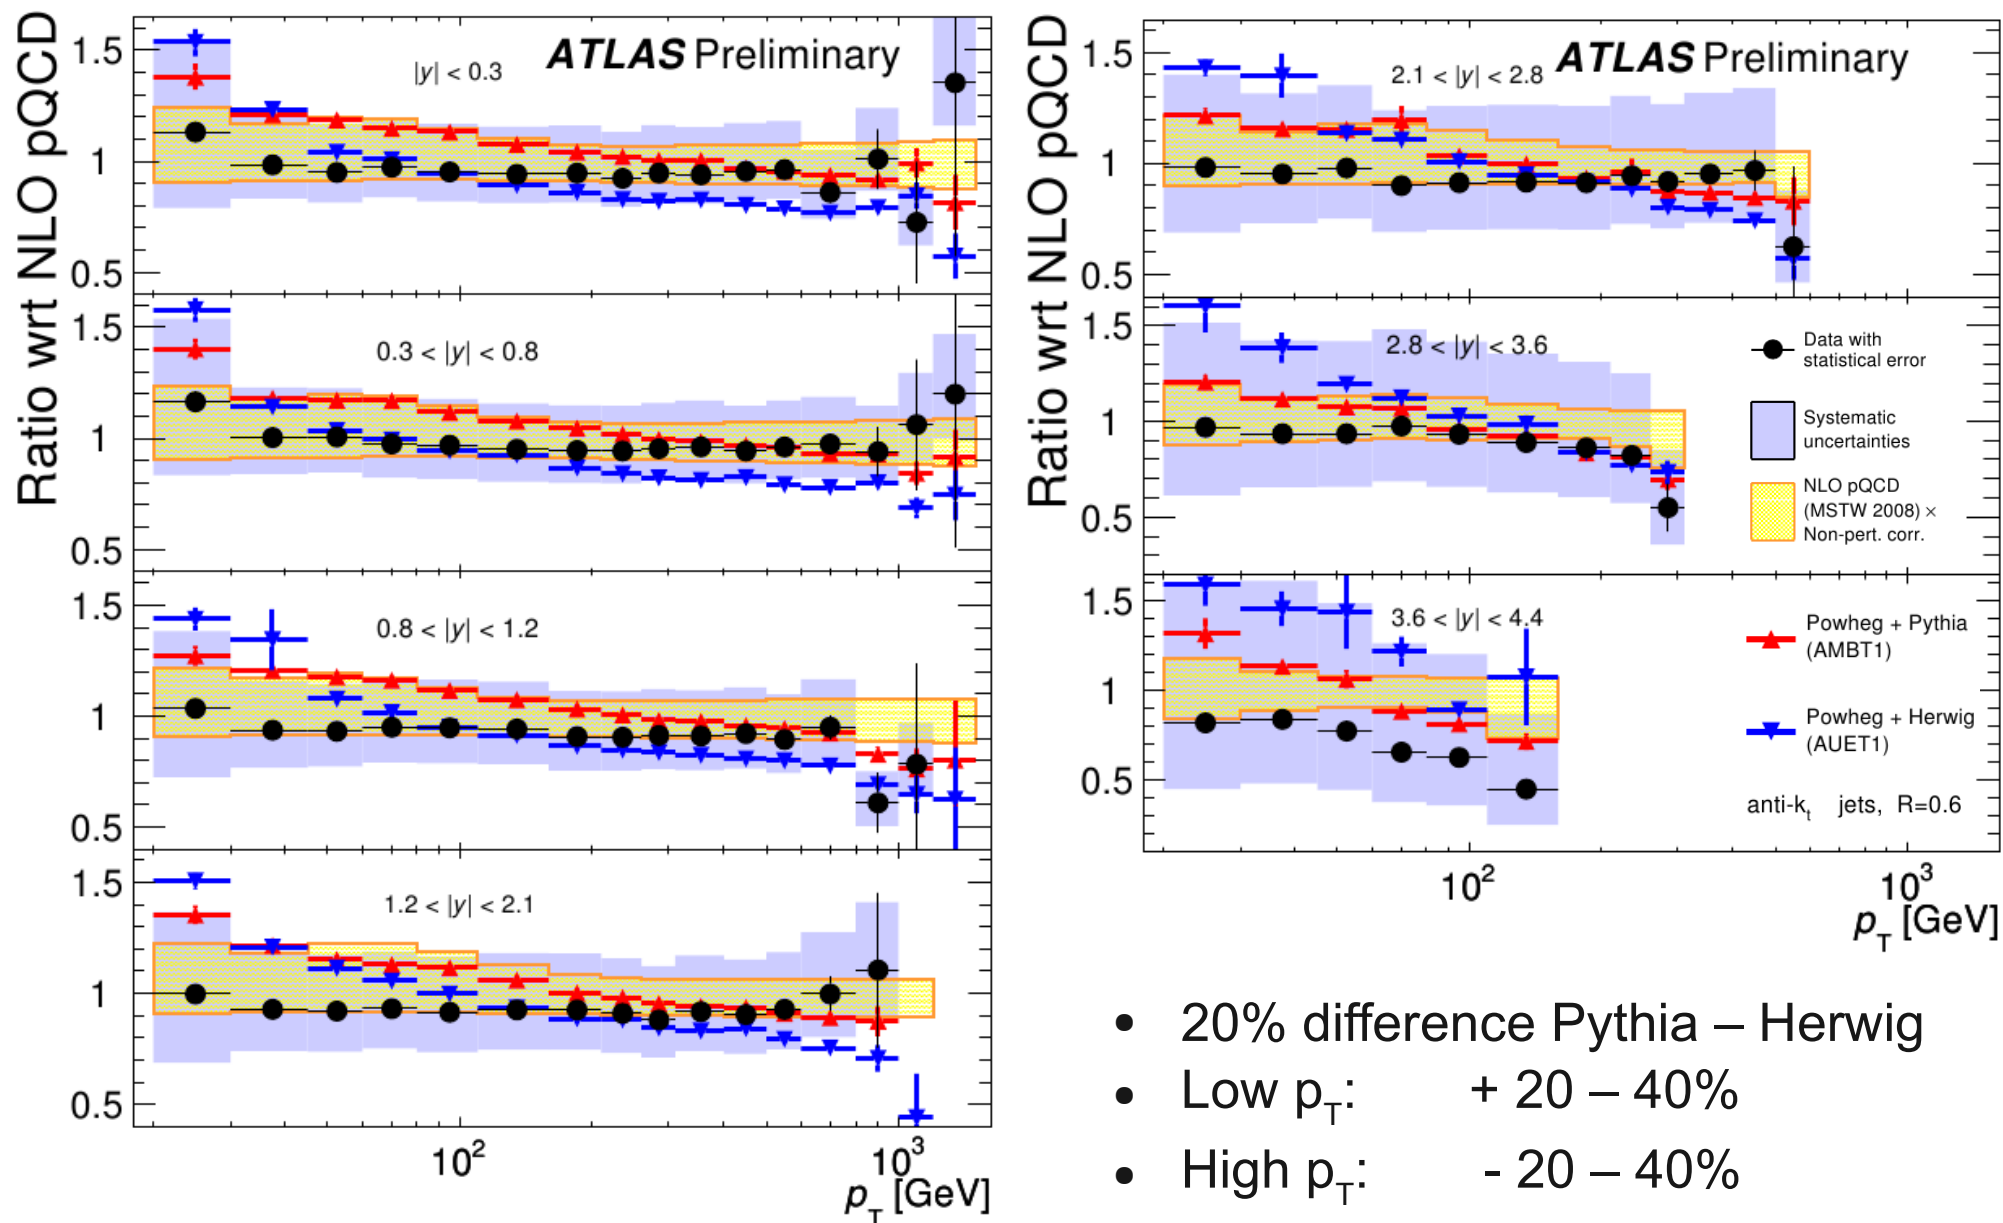 Ratio wrt NLO pQCD
ATLAS Preliminary
|y| < 0.3
1.5
1
0.5
0.3 < |y| < 0.8
1.5
1
0.5
0.8 < |y| < 1.2
1.5
1
0.5
1.2 < |y| < 2.1
1.5
1
0.5
10² 10³
p_T [GeV]
Ratio wrt NLO pQCD
ATLAS Preliminary
2.1 < |y| < 2.8
1.5
1
0.5
2.8 < |y| < 3.6
1.5
1
0.5
Data with
statistical error
Systematic
uncertainties
NLO pQCD
(MSTW 2008) ×
Non-pert. corr.
3.6 < |y| < 4.4
1.5
1
0.5
Powheg + Pythia
(AMBT1)
Powheg + Herwig
(AUET1)
anti-k_t jets, R=0.6
10² 10³
p_T [GeV]
• 20% difference Pythia – Herwig
• Low p_T: + 20 – 40%
• High p_T: - 20 – 40%